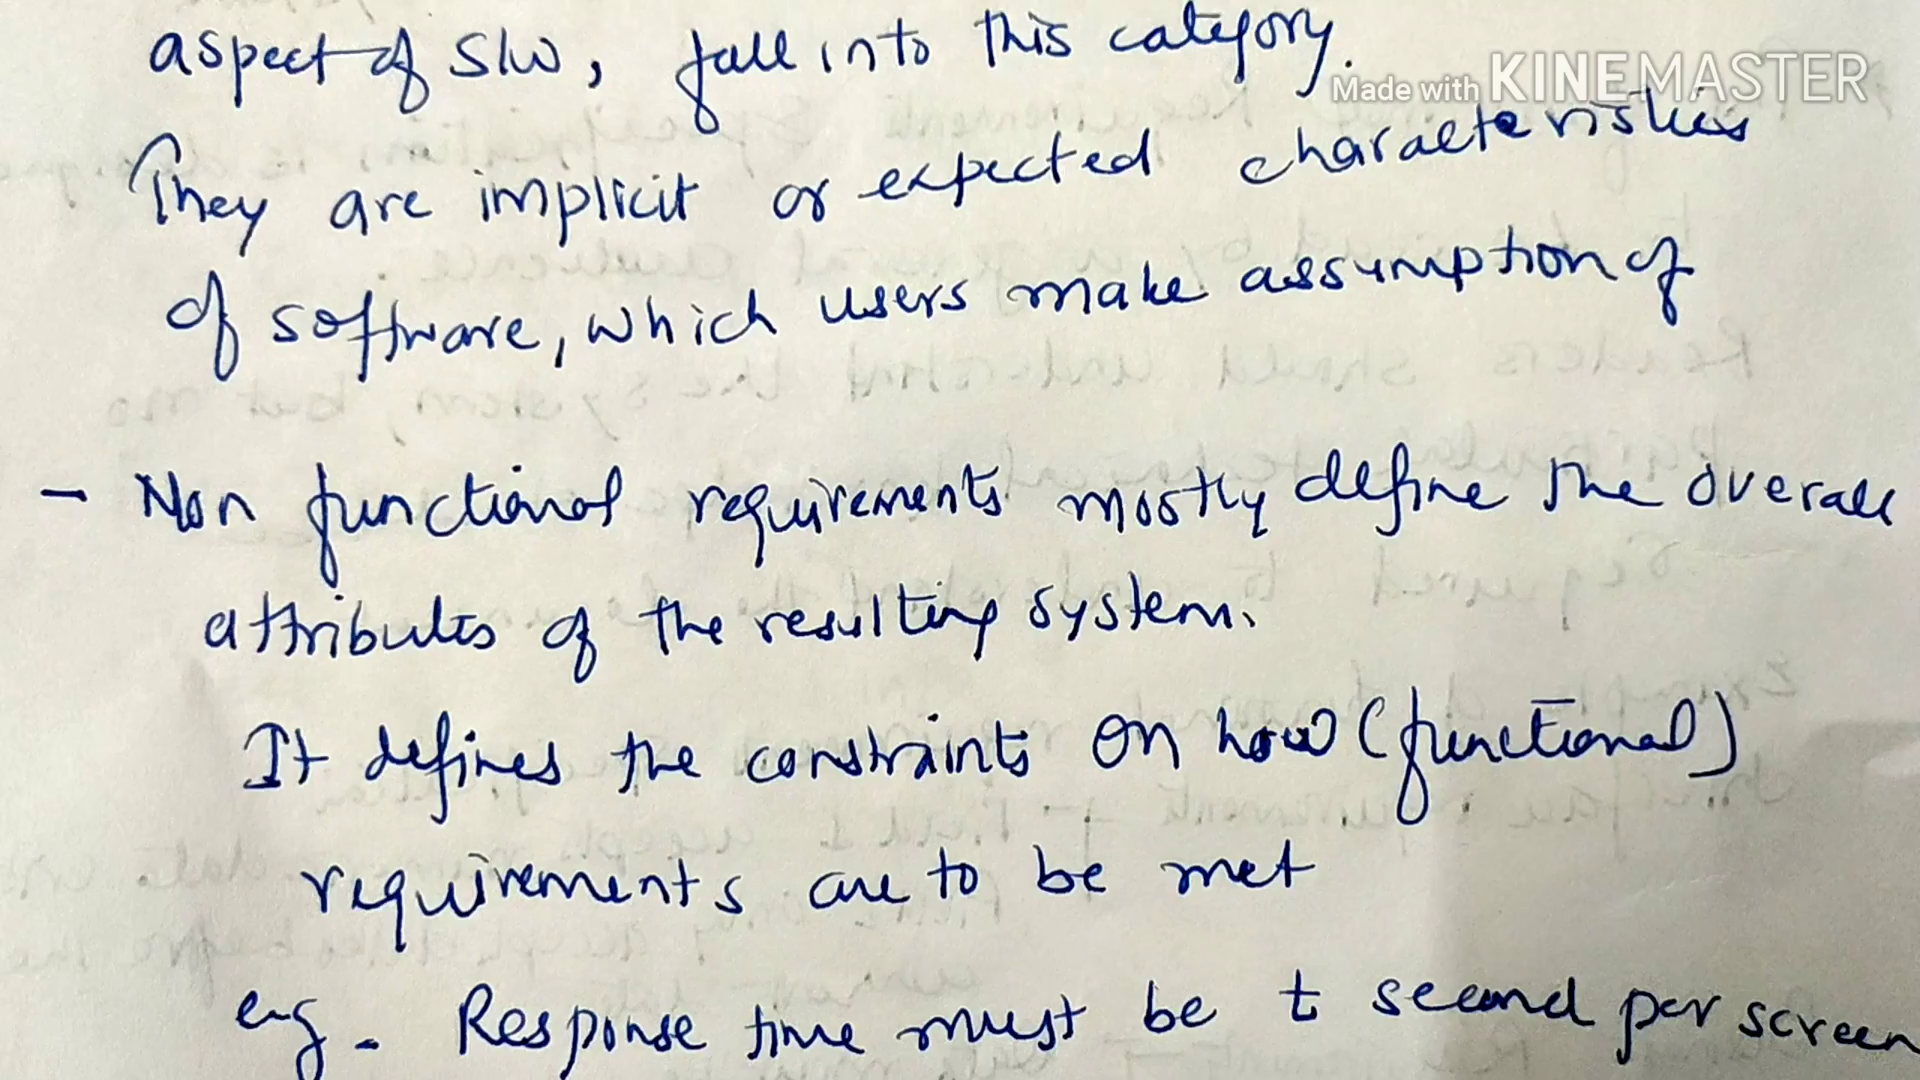 aspect of S/W, fall into this category.
Made with KINEMASTER
They are implicit or expected characteristics
of software, which users make assumption of
- Non functional requirements mostly define the overall
attributes of the resulting system.
It defines the constraints on how (functional)
requirements are to be met
eg - Response time must be t second per screen